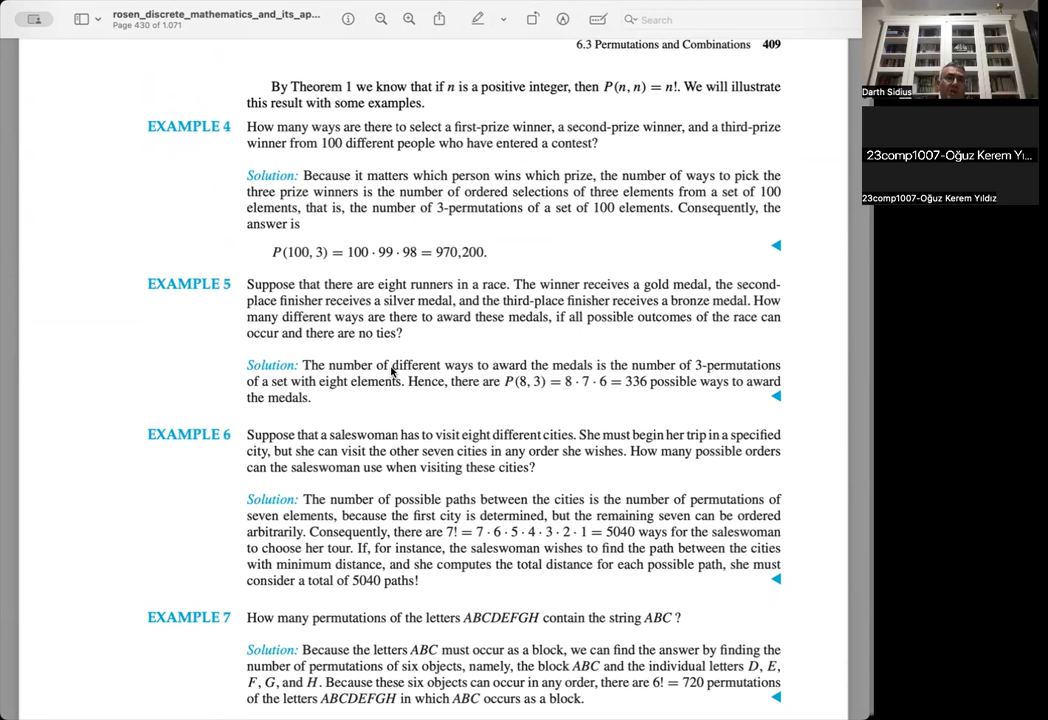 rosen_discrete_mathematics_and_its_ap...
Page 430 of 1.071
Search
6.3 Permutations and Combinations 409
By Theorem 1 we know that if n is a positive integer, then P(n, n) = n!. We will illustrate
this result with some examples.
EXAMPLE 4 How many ways are there to select a first-prize winner, a second-prize winner, and a third-prize
winner from 100 different people who have entered a contest?
Solution: Because it matters which person wins which prize, the number of ways to pick the
three prize winners is the number of ordered selections of three elements from a set of 100
elements, that is, the number of 3-permutations of a set of 100 elements. Consequently, the
answer is
P(100, 3) = 100 · 99 · 98 = 970,200.
EXAMPLE 5 Suppose that there are eight runners in a race. The winner receives a gold medal, the second-
place finisher receives a silver medal, and the third-place finisher receives a bronze medal. How
many different ways are there to award these medals, if all possible outcomes of the race can
occur and there are no ties?
Solution: The number of different ways to award the medals is the number of 3-permutations
of a set with eight elements. Hence, there are P(8, 3) = 8 · 7 · 6 = 336 possible ways to award
the medals.
EXAMPLE 6 Suppose that a saleswoman has to visit eight different cities. She must begin her trip in a specified
city, but she can visit the other seven cities in any order she wishes. How many possible orders
can the saleswoman use when visiting these cities?
Solution: The number of possible paths between the cities is the number of permutations of
seven elements, because the first city is determined, but the remaining seven can be ordered
arbitrarily. Consequently, there are 7! = 7 · 6 · 5 · 4 · 3 · 2 · 1 = 5040 ways for the saleswoman
to choose her tour. If, for instance, the saleswoman wishes to find the path between the cities
with minimum distance, and she computes the total distance for each possible path, she must
consider a total of 5040 paths!
EXAMPLE 7 How many permutations of the letters ABCDEFGH contain the string ABC ?
Solution: Because the letters ABC must occur as a block, we can find the answer by finding the
number of permutations of six objects, namely, the block ABC and the individual letters D, E,
F, G, and H. Because these six objects can occur in any order, there are 6! = 720 permutations
of the letters ABCDEFGH in which ABC occurs as a block.
Darth Sidius
23comp1007-Oğuz Kerem Yı...
23comp1007-Oğuz Kerem Yıldız